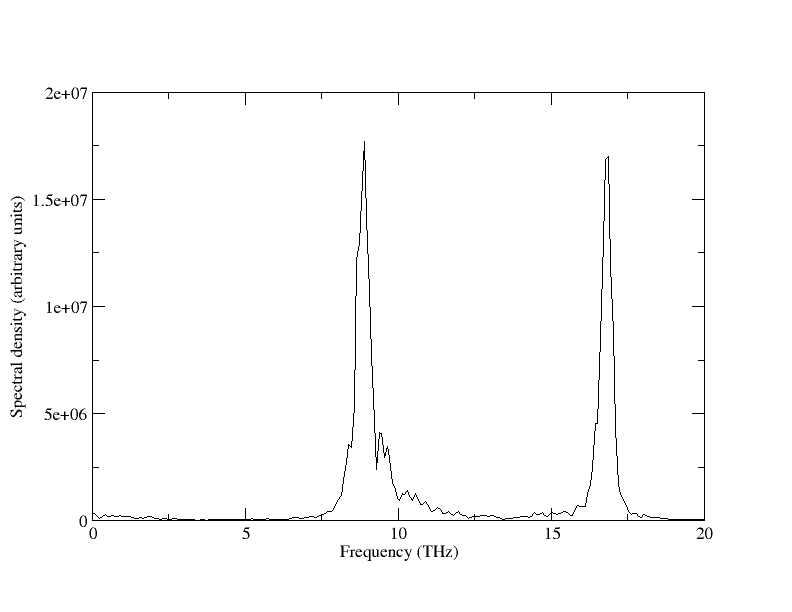 2e+07
1.5e+07
1e+07
5e+06
0
0 5 10 15 20
Frequency (THz)
Spectral density (arbitrary units)